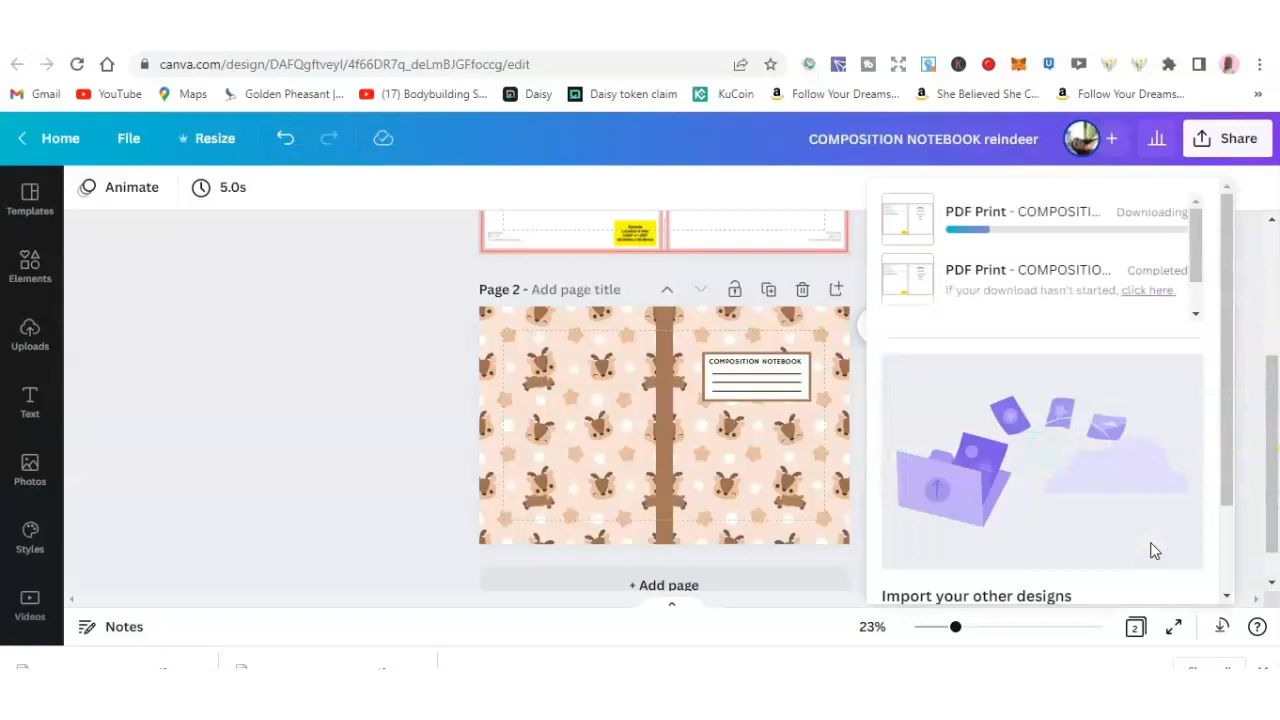 canva.com/design/DAFQgftveyI/4f66DR7q_deLmBJGFfoccg/edit
Gmail YouTube Maps Golden Pheasant |... (17) Bodybuilding S... Daisy Daisy token claim KuCoin Follow Your Dreams... She Believed She C... Follow Your Dreams... »
Home File Resize COMPOSITION NOTEBOOK reindeer + Share
Animate 5.0s
Templates
Elements
Uploads
Text
Photos
Styles
Videos
Page 2 - Add page title
COMPOSITION NOTEBOOK
+ Add page
PDF Print - COMPOSITI... Downloading
PDF Print - COMPOSITIO... Completed
If your download hasn't started, click here.
Import your other designs
Notes 23% 2